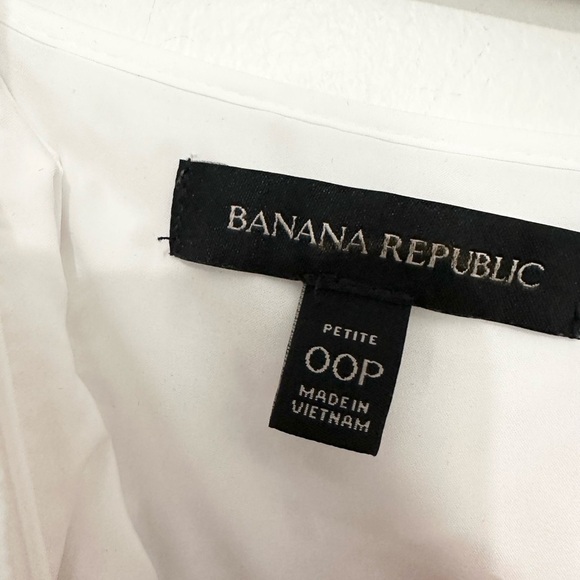 BANANA REPUBLIC
PETITE
00P
MADE IN
VIETNAM